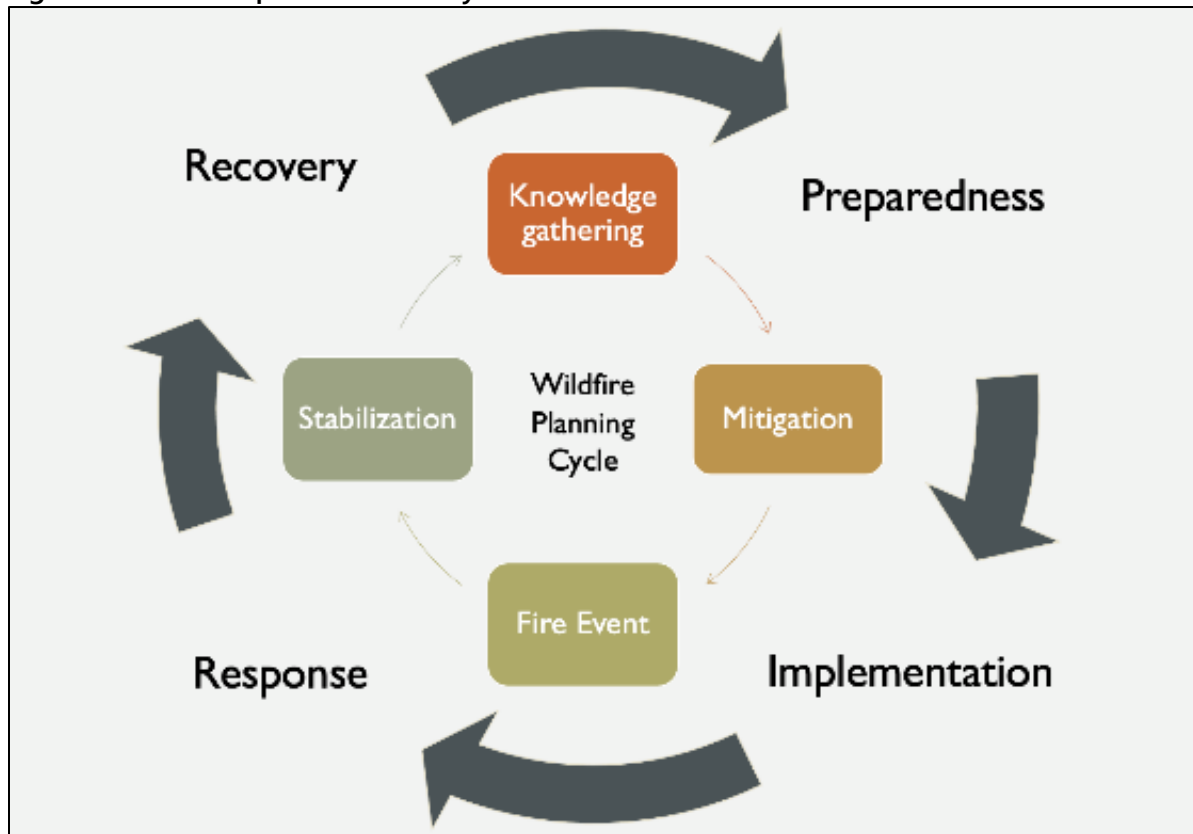 Recovery
Knowledge
gathering
Preparedness
Stabilization
Wildfire
Planning
Cycle
Mitigation
Fire Event
Response
Implementation